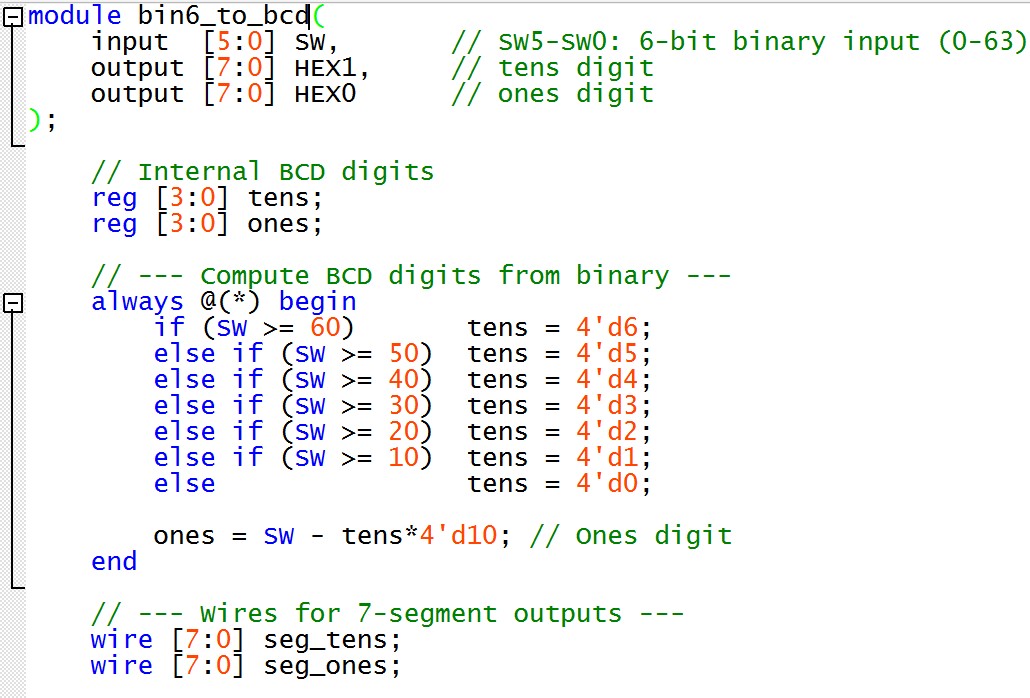 module bin6_to_bcd(
    input  [5:0] SW,       // SW5-SW0: 6-bit binary input (0-63)
    output [7:0] HEX1,     // tens digit
    output [7:0] HEX0      // ones digit
);
    // Internal BCD digits
    reg [3:0] tens;
    reg [3:0] ones;
    // --- Compute BCD digits from binary ---
    always @(*) begin
        if (SW >= 60)       tens = 4'd6;
        else if (SW >= 50)  tens = 4'd5;
        else if (SW >= 40)  tens = 4'd4;
        else if (SW >= 30)  tens = 4'd3;
        else if (SW >= 20)  tens = 4'd2;
        else if (SW >= 10)  tens = 4'd1;
        else                tens = 4'd0;
        ones = SW - tens*4'd10; // Ones digit
    end
    // --- Wires for 7-segment outputs ---
    wire [7:0] seg_tens;
    wire [7:0] seg_ones;